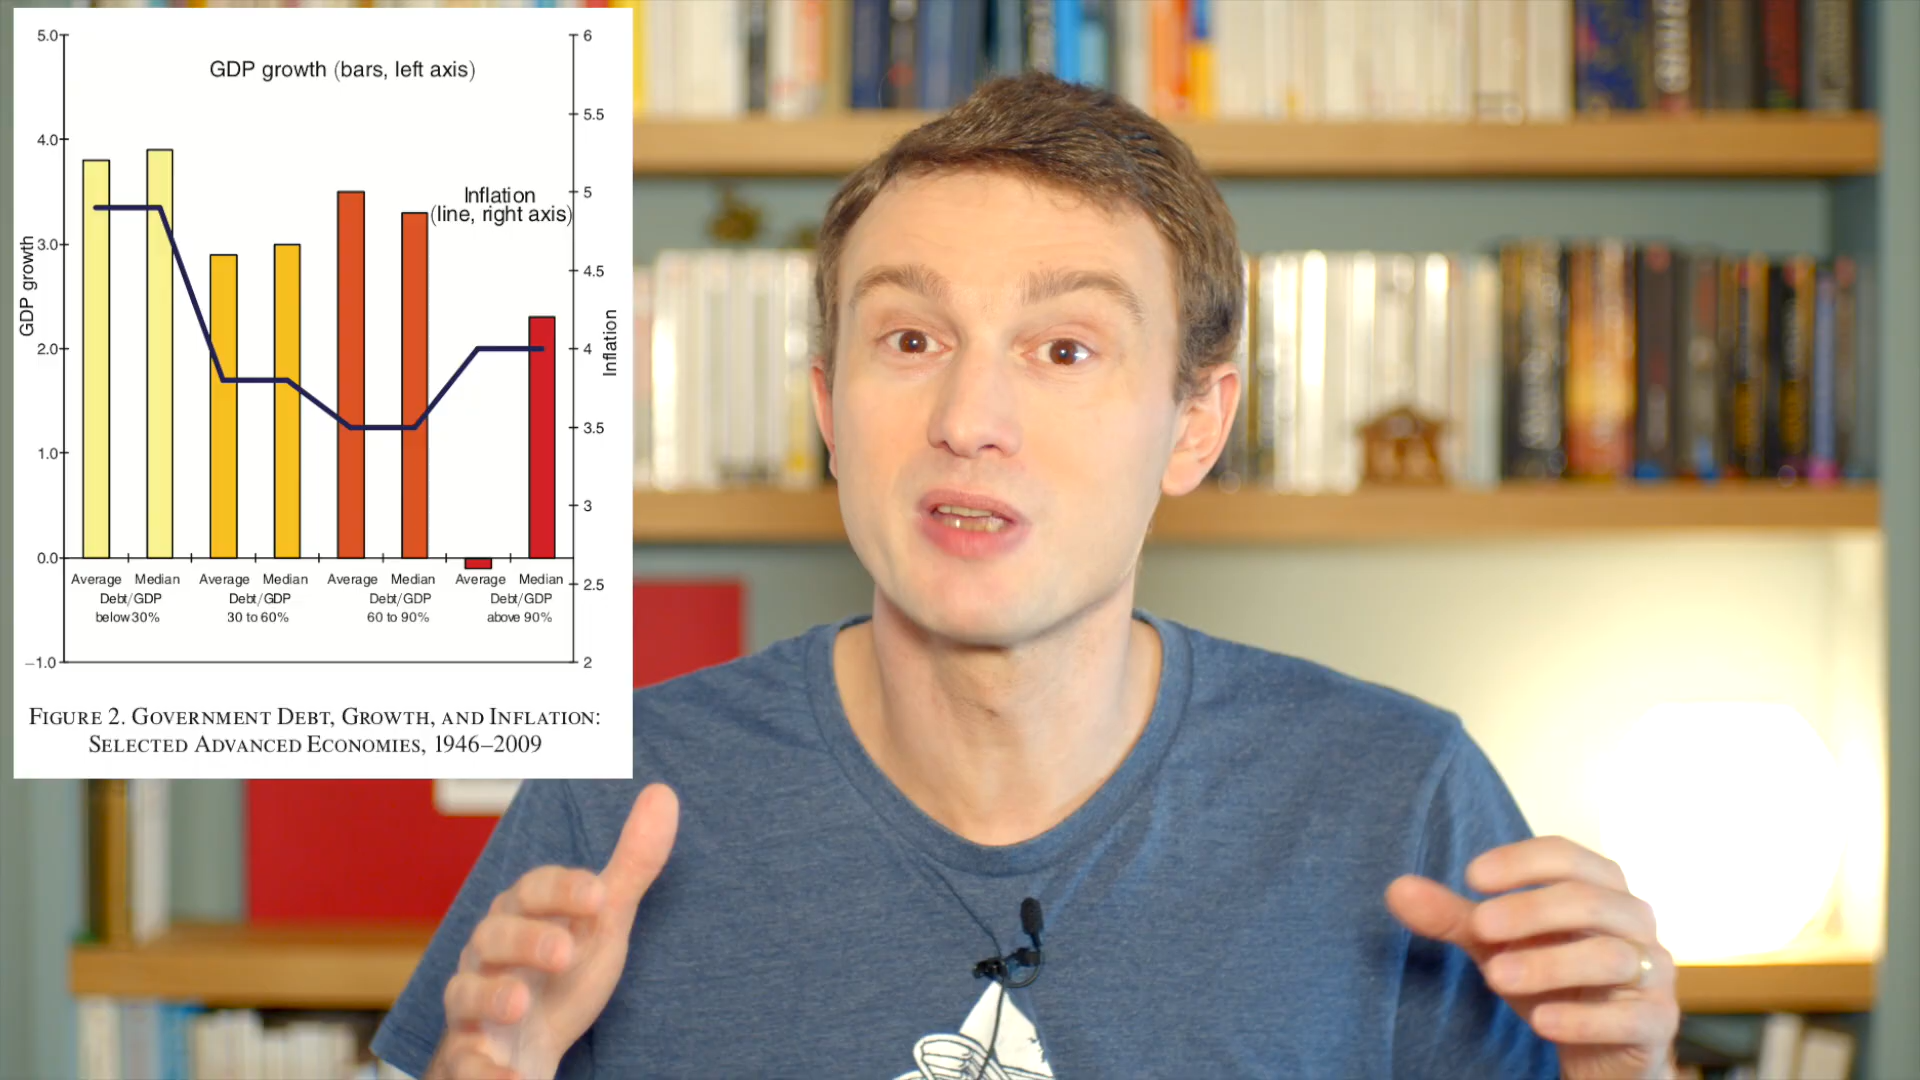 GDP growth (bars, left axis)
Inflation
(line, right axis)
5.0
4.0
3.0
2.0
1.0
0.0
−1.0
GDP growth
6
5.5
5
4.5
4
3.5
3
2.5
2
Inflation
Average Median Average Median Average Median Average Median
Debt/GDP Debt/GDP Debt/GDP Debt/GDP
below 30% 30 to 60% 60 to 90% above 90%
Figure 2. Government Debt, Growth, and Inflation:
Selected Advanced Economies, 1946–2009